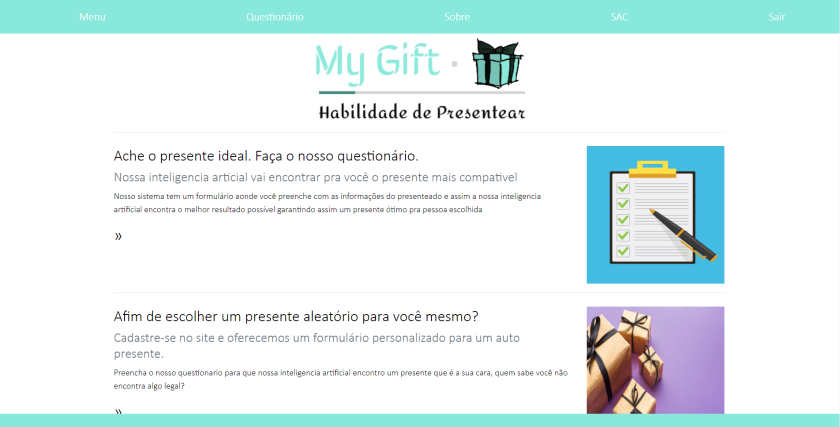 Menu Questionário Sobre SAC Sair
My Gift
Habilidade de Presentear
Ache o presente ideal. Faça o nosso questionário.
Nossa inteligencia articial vai encontrar pra você o presente mais compativel
Nosso sistema tem um formulário aonde você preenche com as informações do presenteado e assim a nossa inteligencia
artificial encontra o melhor resultado possível garantindo assim um presente ótimo pra pessoa escolhida
»
Afim de escolher um presente aleatório para você mesmo?
Cadastre-se no site e oferecemos um formulário personalizado para um auto
presente.
Preencha o nosso questionario para que nossa inteligencia artificial encontro um presente que é a sua cara, quem sabe você não
encontra algo legal?
»